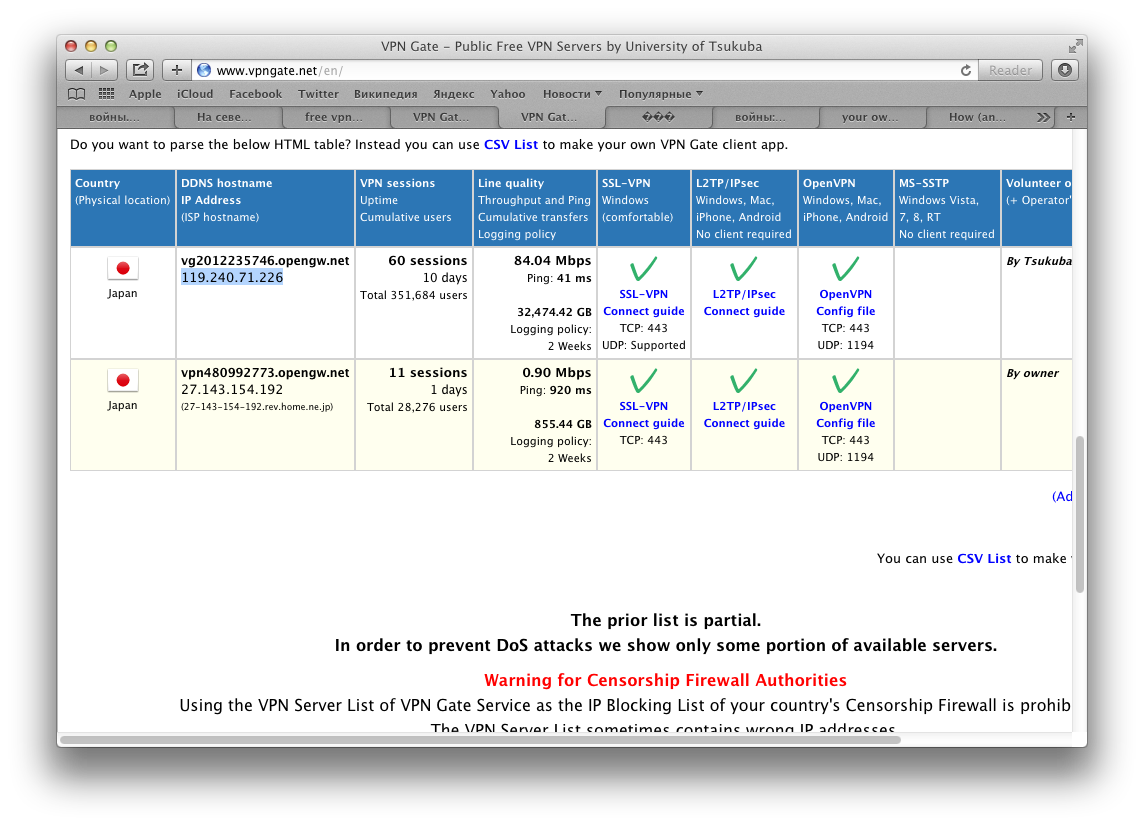 VPN Gate – Public Free VPN Servers by University of Tsukuba
www.vpngate.net/en/
Reader
Apple iCloud Facebook Twitter Википедия Яндекс Yahoo Новости Популярные
войны.... На севе... free vpn... VPN Gat... VPN Gat... ��� войны:... your ow... How (an...
Do you want to parse the below HTML table? Instead you can use CSV List to make your own VPN Gate client app.
Country
(Physical location)
DDNS hostname
IP Address
(ISP hostname)
VPN sessions
Uptime
Cumulative users
Line quality
Throughput and Ping
Cumulative transfers
Logging policy
SSL-VPN
Windows
(comfortable)
L2TP/IPsec
Windows, Mac,
iPhone, Android
No client required
OpenVPN
Windows, Mac,
iPhone, Android
MS-SSTP
Windows Vista,
7, 8, RT
No client required
Volunteer o
(+ Operator'
Japan
vg2012235746.opengw.net
119.240.71.226
60 sessions
10 days
Total 351,684 users
84.04 Mbps
Ping: 41 ms
32,474.42 GB
Logging policy:
2 Weeks
SSL-VPN
Connect guide
TCP: 443
UDP: Supported
L2TP/IPsec
Connect guide
OpenVPN
Config file
TCP: 443
UDP: 1194
By Tsukuba
Japan
vpn480992773.opengw.net
27.143.154.192
(27-143-154-192.rev.home.ne.jp)
11 sessions
1 days
Total 28,276 users
0.90 Mbps
Ping: 920 ms
855.44 GB
Logging policy:
2 Weeks
SSL-VPN
Connect guide
TCP: 443
L2TP/IPsec
Connect guide
OpenVPN
Config file
TCP: 443
UDP: 1194
By owner
(Ad
You can use CSV List to make
The prior list is partial.
In order to prevent DoS attacks we show only some portion of available servers.
Warning for Censorship Firewall Authorities
Using the VPN Server List of VPN Gate Service as the IP Blocking List of your country's Censorship Firewall is prohib
The VPN Server List sometimes contains wrong IP addresses